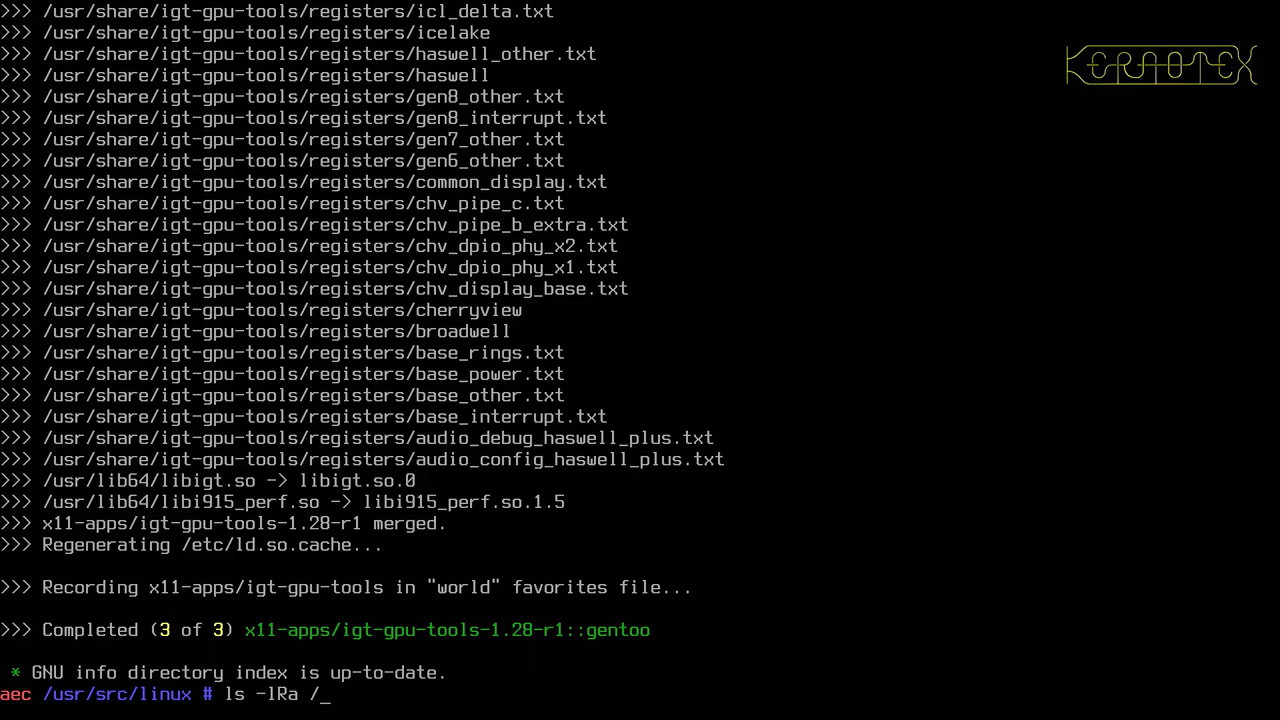 >>> /usr/share/igt-gpu-tools/registers/icl_delta.txt
>>> /usr/share/igt-gpu-tools/registers/icelake
>>> /usr/share/igt-gpu-tools/registers/haswell_other.txt
>>> /usr/share/igt-gpu-tools/registers/haswell
>>> /usr/share/igt-gpu-tools/registers/gen8_other.txt
>>> /usr/share/igt-gpu-tools/registers/gen8_interrupt.txt
>>> /usr/share/igt-gpu-tools/registers/gen7_other.txt
>>> /usr/share/igt-gpu-tools/registers/gen6_other.txt
>>> /usr/share/igt-gpu-tools/registers/common_display.txt
>>> /usr/share/igt-gpu-tools/registers/chv_pipe_c.txt
>>> /usr/share/igt-gpu-tools/registers/chv_pipe_b_extra.txt
>>> /usr/share/igt-gpu-tools/registers/chv_dpio_phy_x2.txt
>>> /usr/share/igt-gpu-tools/registers/chv_dpio_phy_x1.txt
>>> /usr/share/igt-gpu-tools/registers/chv_display_base.txt
>>> /usr/share/igt-gpu-tools/registers/cherryview
>>> /usr/share/igt-gpu-tools/registers/broadwell
>>> /usr/share/igt-gpu-tools/registers/base_rings.txt
>>> /usr/share/igt-gpu-tools/registers/base_power.txt
>>> /usr/share/igt-gpu-tools/registers/base_other.txt
>>> /usr/share/igt-gpu-tools/registers/base_interrupt.txt
>>> /usr/share/igt-gpu-tools/registers/audio_debug_haswell_plus.txt
>>> /usr/share/igt-gpu-tools/registers/audio_config_haswell_plus.txt
>>> /usr/lib64/libigt.so -> libigt.so.0
>>> /usr/lib64/libi915_perf.so -> libi915_perf.so.1.5
>>> x11-apps/igt-gpu-tools-1.28-r1 merged.
>>> Regenerating /etc/ld.so.cache...
>>> Recording x11-apps/igt-gpu-tools in "world" favorites file...
>>> Completed (3 of 3) x11-apps/igt-gpu-tools-1.28-r1::gentoo
* GNU info directory index is up-to-date.
aec /usr/src/linux # ls -lRa /_
KERAOTEX